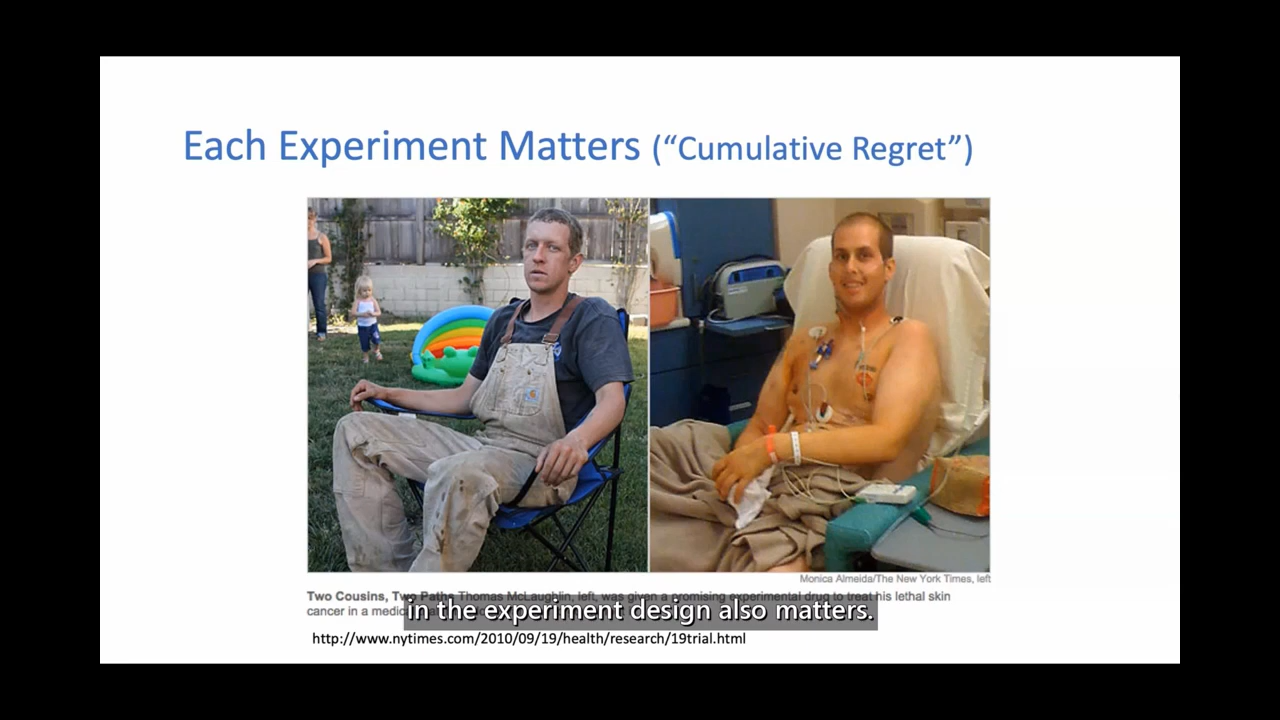 Each Experiment Matters (“Cumulative Regret”)
Monica Almeida/The New York Times, left
Two Cousins, Two Paths Thomas McLaughlin, left, was given a promising experimental drug to treat his lethal skin
cancer in a
in the experiment design also matters.
http://www.nytimes.com/2010/09/19/health/research/19trial.html